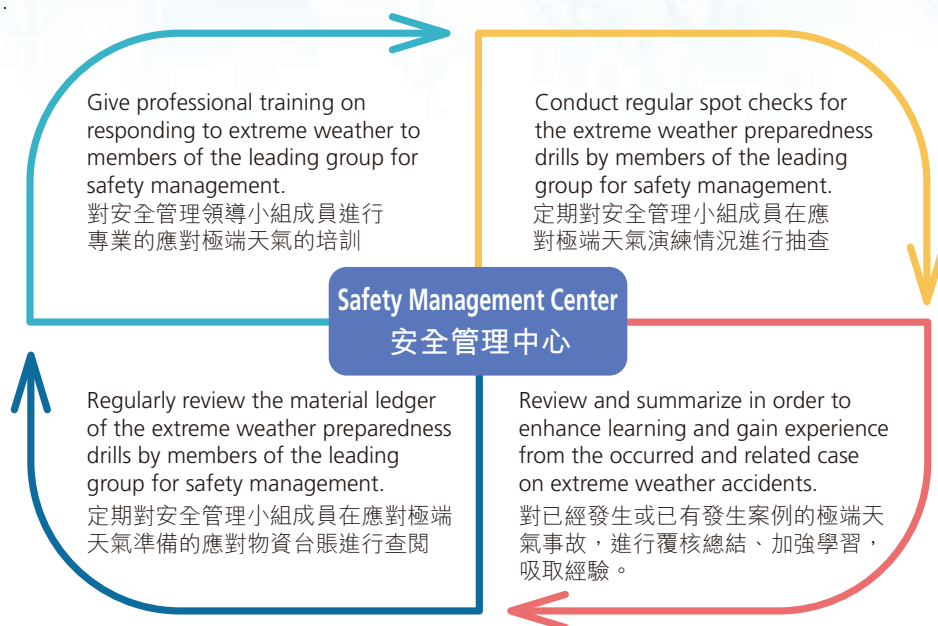 Give professional training on
responding to extreme weather to
members of the leading group for
safety management.
對安全管理領導小組成員進行
專業的應對極端天氣的培訓
Conduct regular spot checks for
the extreme weather preparedness
drills by members of the leading
group for safety management.
定期對安全管理小組成員在應
對極端天氣演練情況進行抽查
Safety Management Center
安全管理中心
Regularly review the material ledger
of the extreme weather preparedness
drills by members of the leading
group for safety management.
定期對安全管理小組成員在應對極端
天氣準備的應對物資台賬進行查閱
Review and summarize in order to
enhance learning and gain experience
from the occurred and related case
on extreme weather accidents.
對已經發生或已有發生案例的極端天
氣事故，進行覆核總結、加強學習，
吸取經驗。